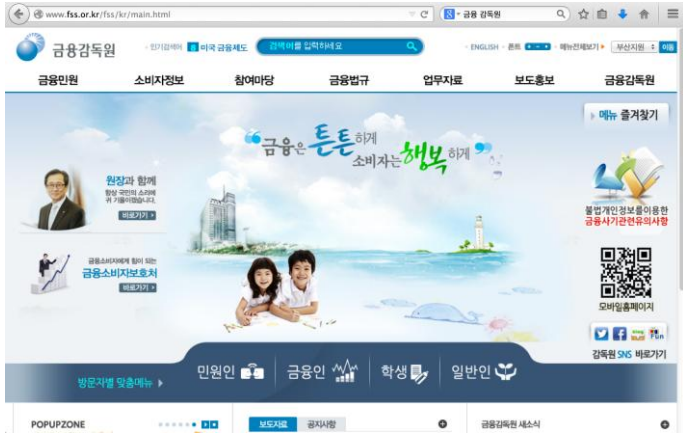 www.fss.or.kr/fss/kr/main.html
금융 감독원
금융감독원
인기검색어 8 미국 금융제도
검색어를 입력하세요
ENGLISH
폰트
메뉴전체보기
부산지원
이동
금융민원 소비자정보 참여마당 금융법규 업무자료 보도홍보 금융감독원
메뉴 즐겨찾기
금융은 튼튼하게
소비자는 행복하게
원장과 함께
항상 국민의 소리에
귀 기울이겠습니다.
바로가기
금융소비자에게 힘이 되는
금융소비자보호처
바로가기
불법개인정보를이용한
금융사기관련유의사항
모바일홈페이지
Fun
감독원 SNS 바로가기
방문자별 맞춤메뉴
민원인 금융인 학생 일반인
POPUPZONE
보도자료 공지사항
금융감독원 새소식